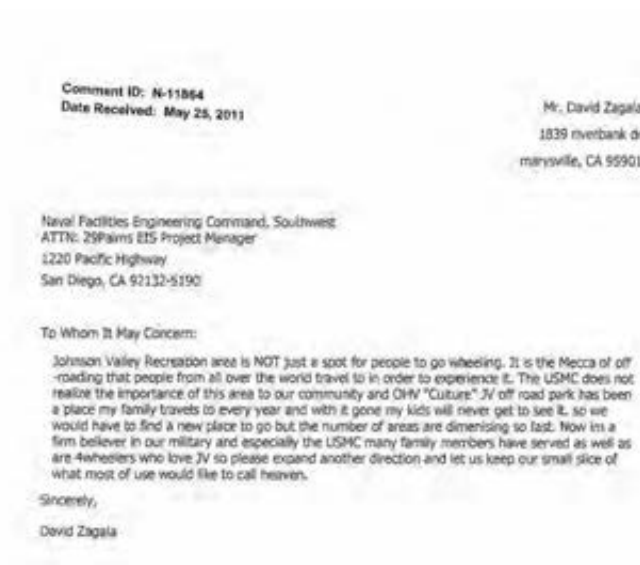 Comment ID: N-11864
Date Received: May 25, 2011
Mr. David Zagala
1839 riverbank dr
marysville, CA 95901
Naval Facilities Engineering Command, Southwest
ATTN: 29Palms EIS Project Manager
1220 Pacific Highway
San Diego, CA 92132-5190
To Whom It May Concern:
Johnson Valley Recreation area is NOT just a spot for people to go wheeling. It is the Mecca of off
-roading that people from all over the world travel to in order to experience it. The USMC does not
realize the importance of this area to our community and OHV "Culture" JV off road park has been
a place my family travels to every year and with it gone my kids will never get to see it. so we
would have to find a new place to go but the number of areas are dimenising so fast. Now ims a
firm believer in our military and especially the USMC many family members have served as well as
are 4wheelers who love JV so please expand another direction and let us keep our small slice of
what most of use would like to call heaven.
Sincerely,
David Zagala